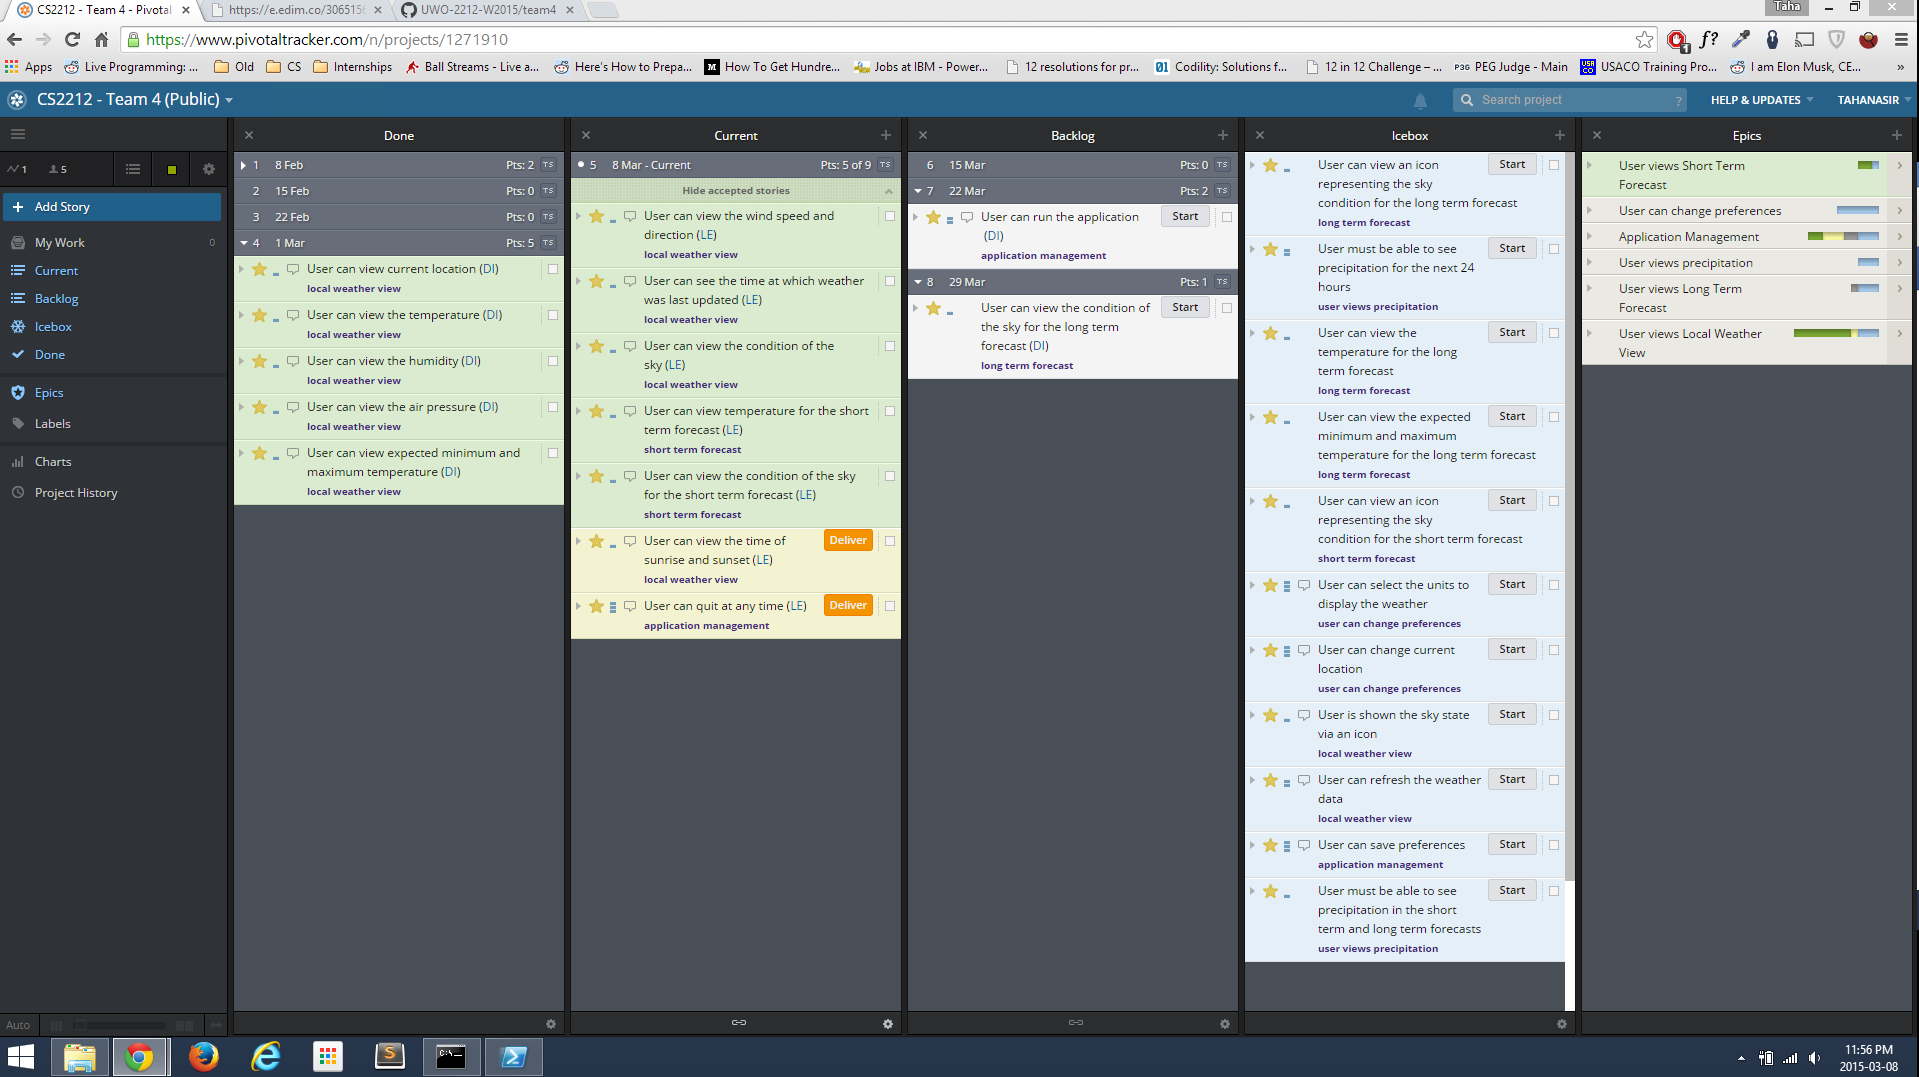 CS2212 - Team 4 - Pivotal
https://e.edim.co/3065156
UWO-2212-W2015/team4
Taha
https://www.pivotaltracker.com/n/projects/1271910
Apps
Live Programming: ...
Old
CS
Internships
Ball Streams - Live a...
Here's How to Prepa...
How To Get Hundre...
Jobs at IBM - Power...
12 resolutions for pr...
Codility: Solutions f...
12 in 12 Challenge – ...
PEG Judge - Main
USACO Training Pro...
I am Elon Musk, CE...
»
CS2212 - Team 4 (Public)
Search project
?
HELP & UPDATES
TAHANASIR
1
5
Add Story
My Work 0
Current
Backlog
Icebox
Done
Epics
Labels
Charts
Project History
Auto
Done
1 8 Feb Pts: 2 TS
2 15 Feb Pts: 0 TS
3 22 Feb Pts: 0 TS
4 1 Mar Pts: 5 TS
User can view current location (DI)
local weather view
User can view the temperature (DI)
local weather view
User can view the humidity (DI)
local weather view
User can view the air pressure (DI)
local weather view
User can view expected minimum and
maximum temperature (DI)
local weather view
Current
5 8 Mar - Current Pts: 5 of 9 TS
Hide accepted stories
User can view the wind speed and
direction (LE)
local weather view
User can see the time at which weather
was last updated (LE)
local weather view
User can view the condition of the
sky (LE)
local weather view
User can view temperature for the short
term forecast (LE)
short term forecast
User can view the condition of the sky
for the short term forecast (LE)
short term forecast
User can view the time of
sunrise and sunset (LE)
Deliver
local weather view
User can quit at any time (LE)
Deliver
application management
Backlog
6 15 Mar Pts: 0 TS
7 22 Mar Pts: 2 TS
User can run the application
(DI)
Start
application management
8 29 Mar Pts: 1 TS
User can view the condition of
the sky for the long term
forecast (DI)
Start
long term forecast
Icebox
User can view an icon
representing the sky
condition for the long term forecast
Start
long term forecast
User must be able to see
precipitation for the next 24
hours
Start
user views precipitation
User can view the
temperature for the long
term forecast
Start
long term forecast
User can view the expected
minimum and maximum
temperature for the long term forecast
Start
long term forecast
User can view an icon
representing the sky
condition for the short term forecast
Start
short term forecast
User can select the units to
display the weather
Start
user can change preferences
User can change current
location
Start
user can change preferences
User is shown the sky state
via an icon
Start
local weather view
User can refresh the weather
data
Start
local weather view
User can save preferences
Start
application management
User must be able to see
precipitation in the short
term and long term forecasts
Start
user views precipitation
Epics
User views Short Term
Forecast
User can change preferences
Application Management
User views precipitation
User views Long Term
Forecast
User views Local Weather
View
11:56 PM
2015-03-08